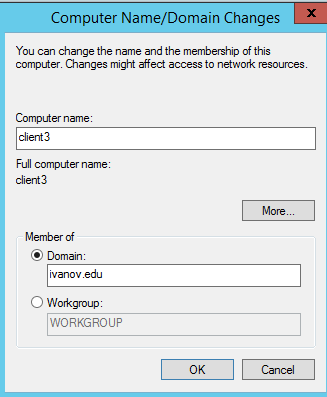 Computer Name/Domain Changes
x
You can change the name and the membership of this
computer. Changes might affect access to network resources.
Computer name:
client3
Full computer name:
client3
More...
Member of
Domain:
ivanov.edu
Workgroup:
WORKGROUP
OK Cancel